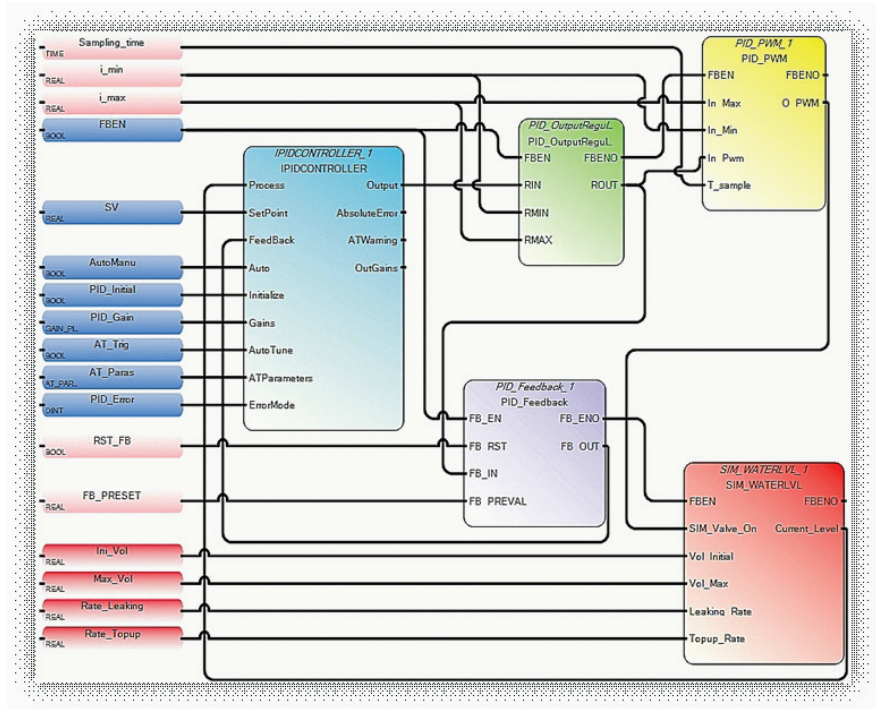 Sampling_time
TIME
i_min
REAL
i_max
REAL
FBEN
BOOL
SV
REAL
AutoManu
BOOL
PID_Initial
BOOL
PID_Gain
GAIN_PI..
AT_Trig
BOOL
AT_Paras
AT_PAR..
PID_Error
DINT
RST_FB
BOOL
FB_PRESET
REAL
Ini_Vol
REAL
Max_Vol
REAL
Rate_Leaking
REAL
Rate_Topup
REAL
IPIDCONTROLLER_1
IPIDCONTROLLER
Process Output
SetPoint AbsoluteError
FeedBack ATWarning
Auto OutGains
Initialize
Gains
AutoTune
ATParameters
ErrorMode
PID_OutputRegul..
PID_OutputRegul..
FBEN FBENO
RIN ROUT
RMIN
RMAX
PID_PWM_1
PID_PWM
FBEN FBENO
In_Max O_PWM
In_Min
In_Pwm
T_sample
PID_Feedback_1
PID_Feedback
FB_EN FB_ENO
FB_RST FB_OUT
FB_IN
FB_PREVAL
SIM_WATERLVL_1
SIM_WATERLVL
FBEN FBENO
SIM_Valve_On Current_Level
Vol_Initial
Vol_Max
Leaking_Rate
Topup_Rate